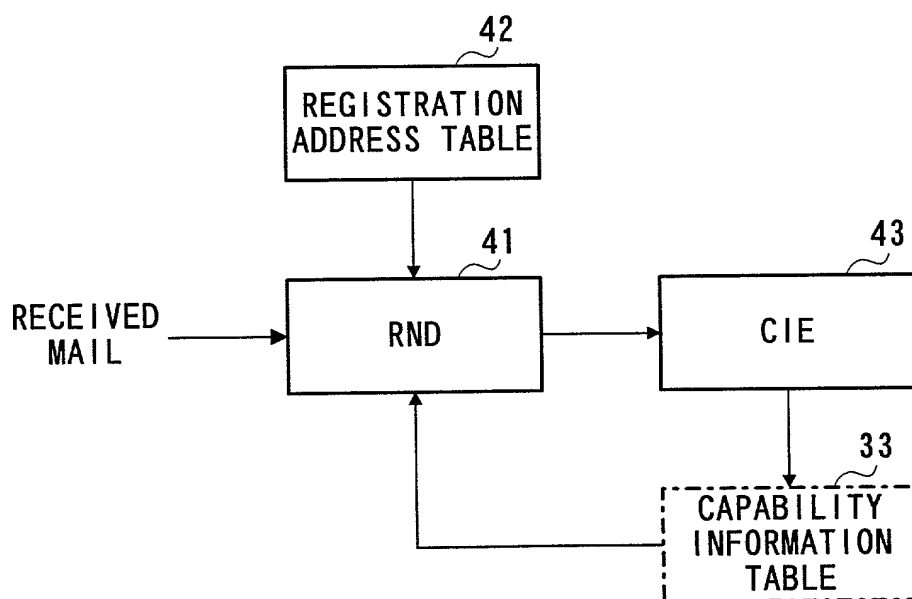 42
REGISTRATION
ADDRESS TABLE
41
43
RECEIVED
MAIL
RND
CIE
33
CAPABILITY
INFORMATION
TABLE